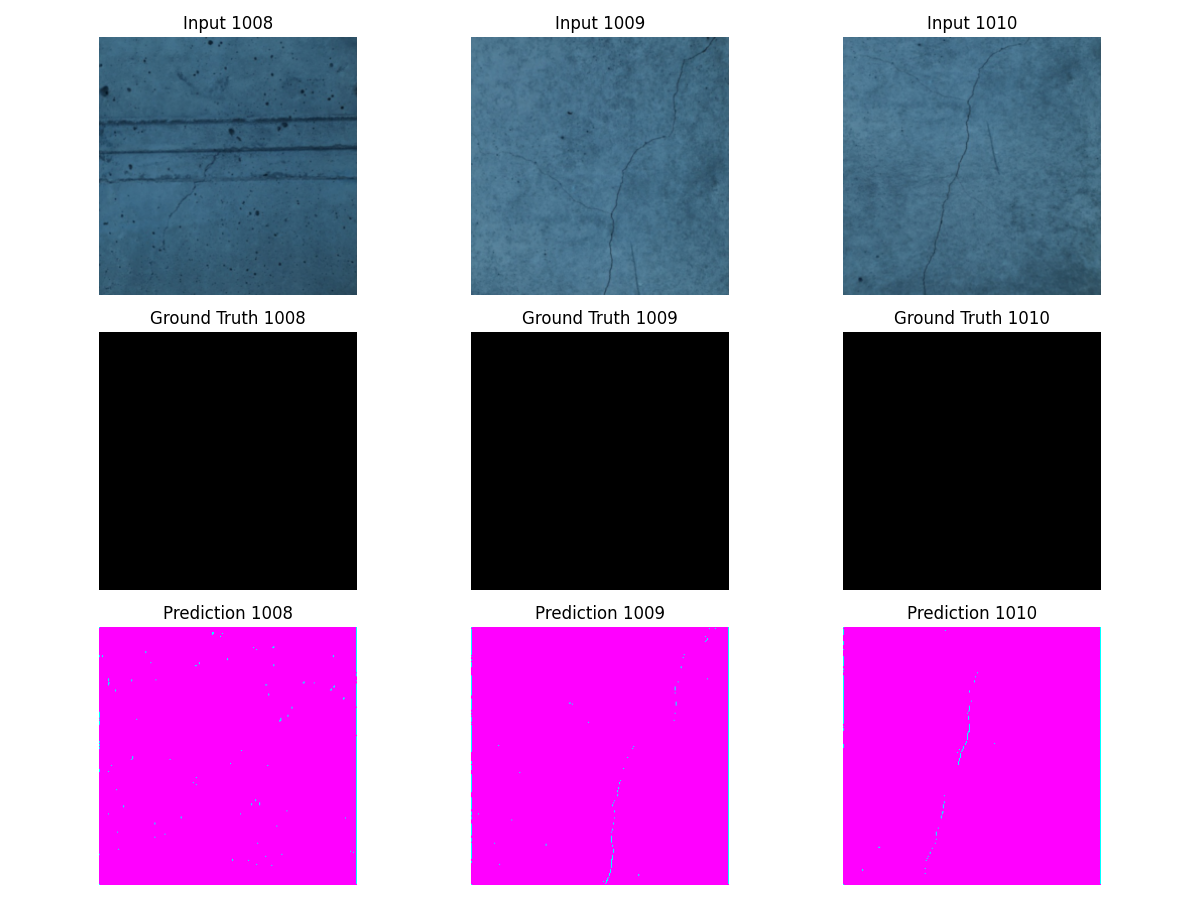 Input 1008
Input 1009
Input 1010
Ground Truth 1008
Ground Truth 1009
Ground Truth 1010
Prediction 1008
Prediction 1009
Prediction 1010